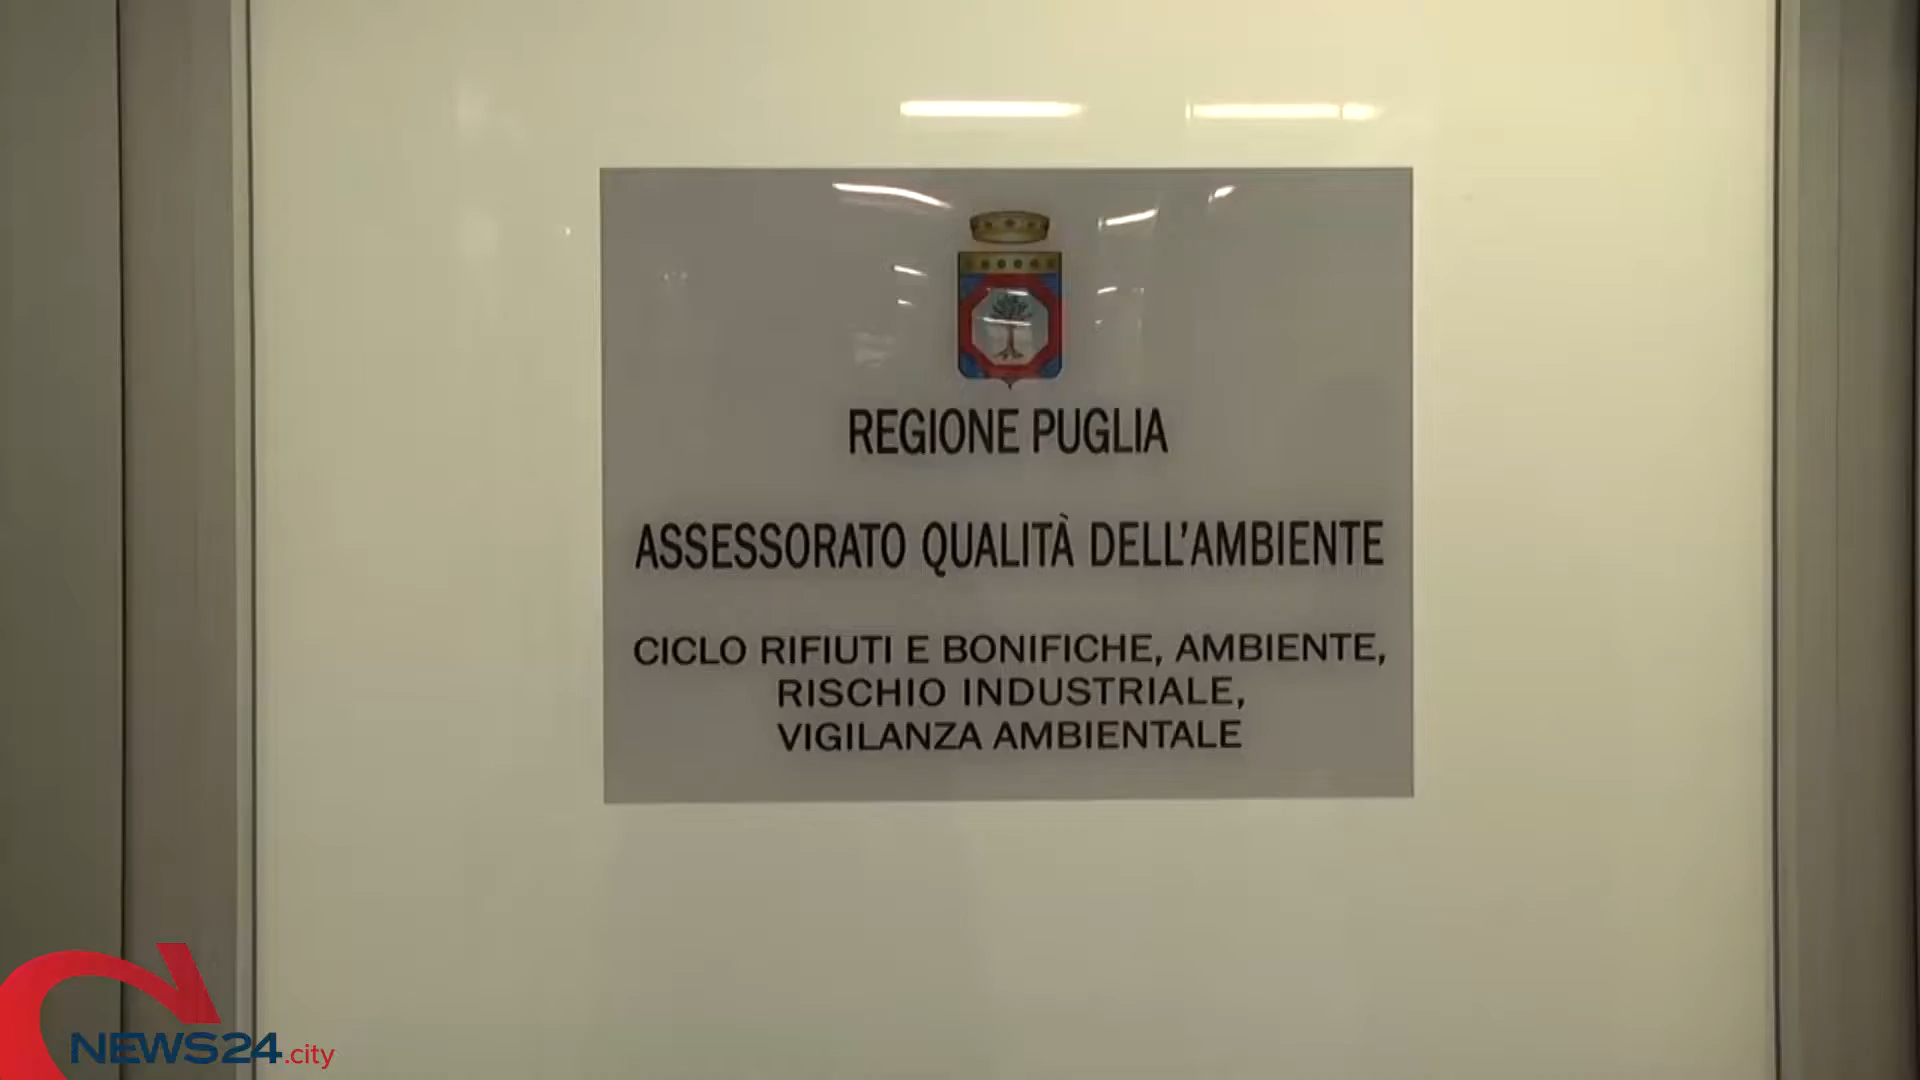 REGIONE PUGLIA
ASSESSORATO QUALITÀ DELL'AMBIENTE
CICLO RIFIUTI E BONIFICHE, AMBIENTE,
RISCHIO INDUSTRIALE,
VIGILANZA AMBIENTALE
NEWS24.city